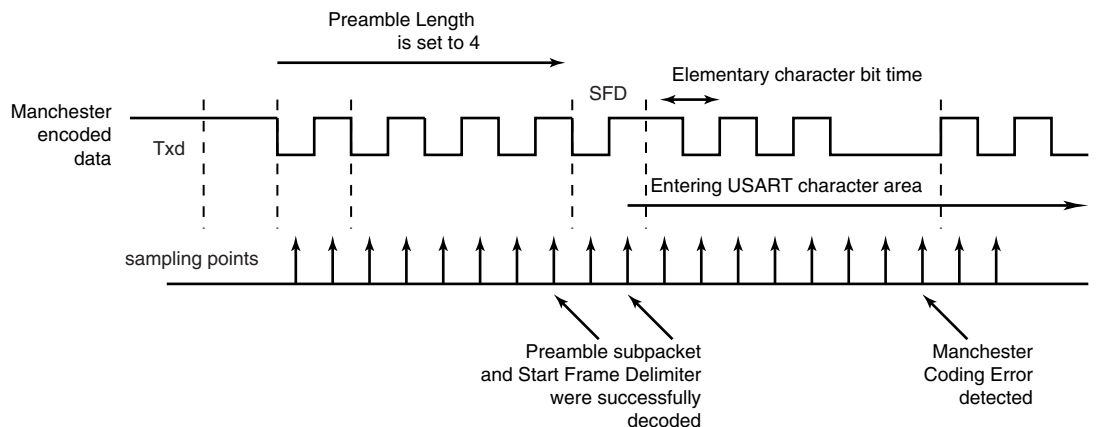 Preamble Length
is set to 4
Elementary character bit time
SFD
Manchester
encoded
data
Txd
Entering USART character area
sampling points
Preamble subpacket
and Start Frame Delimiter
were successfully
decoded
Manchester
Coding Error
detected